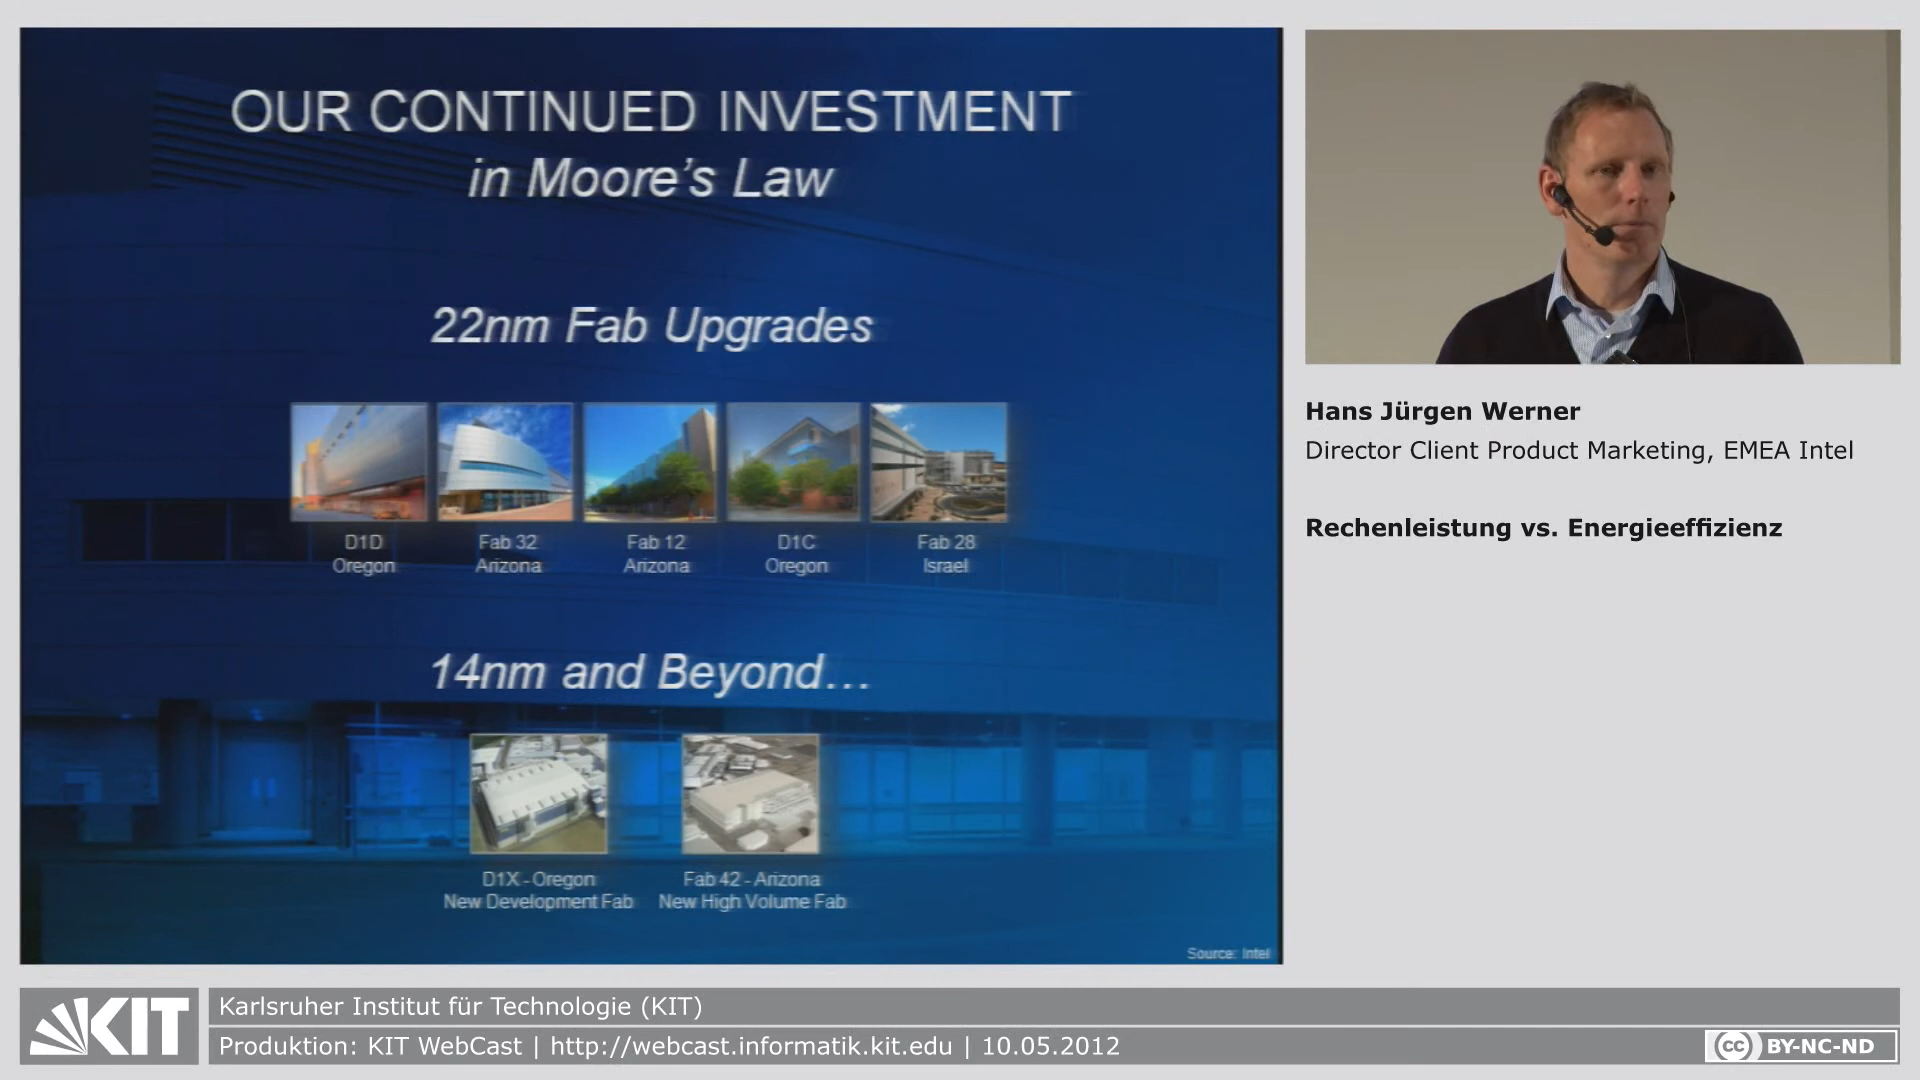 OUR CONTINUED INVESTMENT
in Moore's Law
22nm Fab Upgrades
D1D
Oregon
Fab 32
Arizona
Fab 12
Arizona
D1C
Oregon
Fab 28
Israel
14nm and Beyond...
D1X - Oregon
New Development Fab
Fab 42 - Arizona
New High Volume Fab
Source: Intel
Hans Jürgen Werner
Director Client Product Marketing, EMEA Intel
Rechenleistung vs. Energieeffizienz
KIT
Karlsruher Institut für Technologie (KIT)
Produktion: KIT WebCast | http://webcast.informatik.kit.edu | 10.05.2012
cc BY-NC-ND